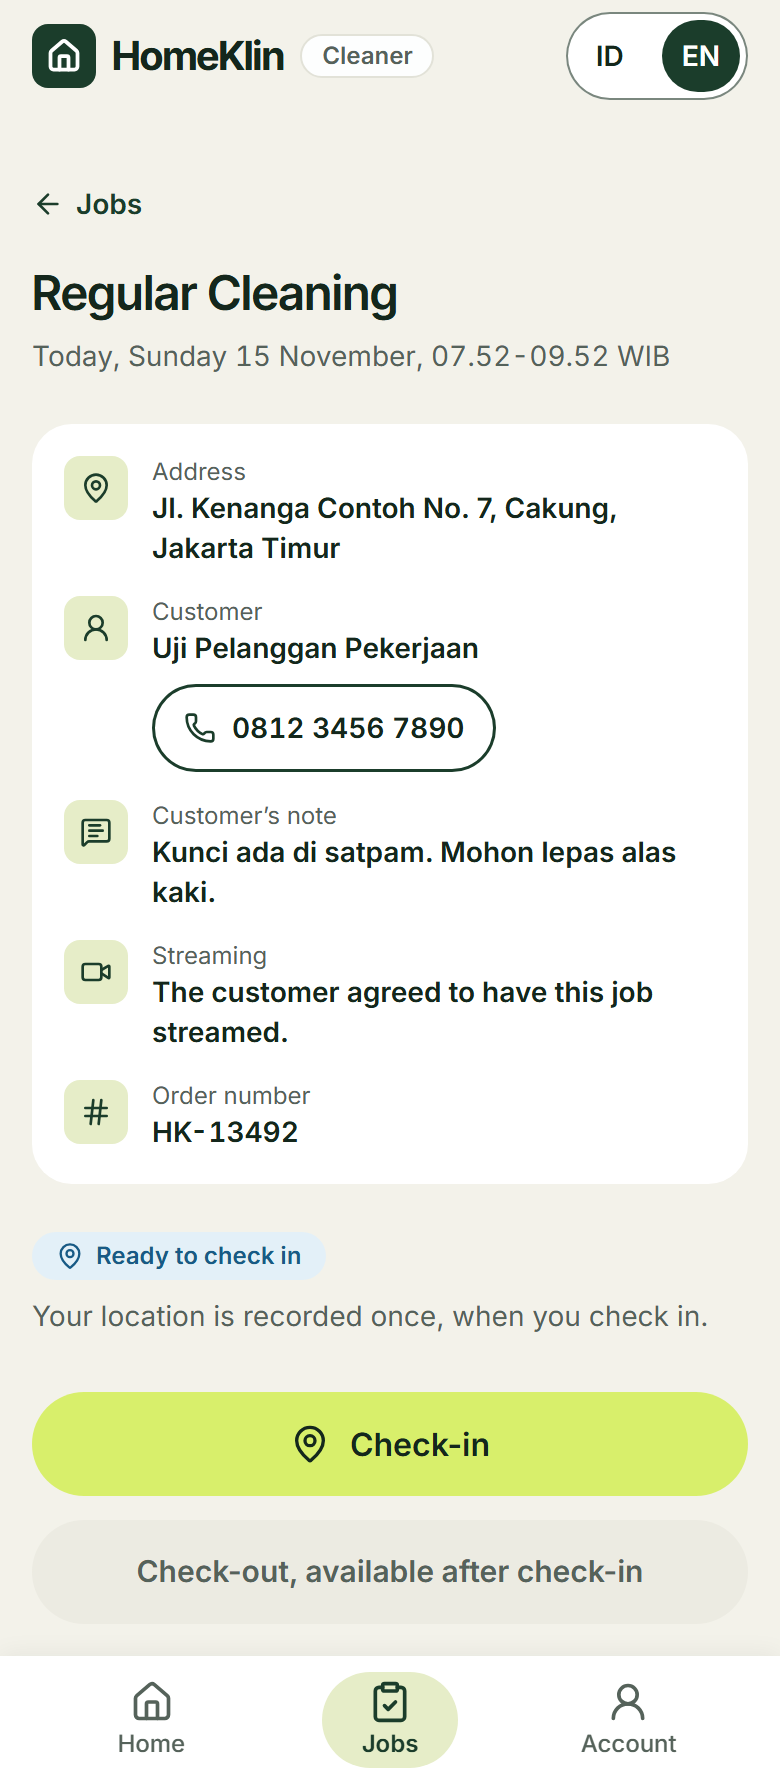 HomeKlin
Cleaner
ID
EN
Jobs
Regular Cleaning
Today, Sunday 15 November, 07.52-09.52 WIB
Address
Jl. Kenanga Contoh No. 7, Cakung,
Jakarta Timur
Customer
Uji Pelanggan Pekerjaan
0812 3456 7890
Customer’s note
Kunci ada di satpam. Mohon lepas alas
kaki.
Streaming
The customer agreed to have this job
streamed.
Order number
HK-13492
Ready to check in
Your location is recorded once, when you check in.
Check-in
Check-out, available after check-in
Home
Jobs
Account